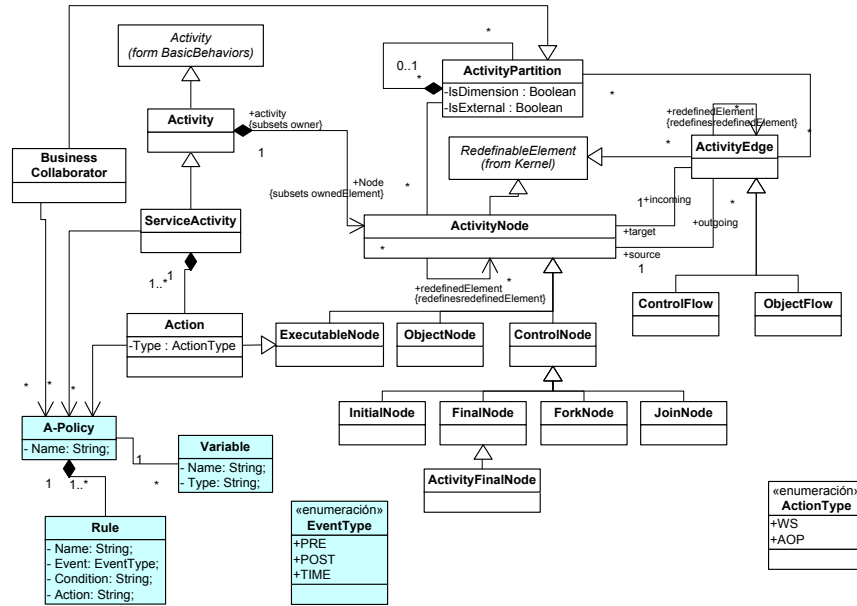 Activity
(form BasicBehaviors)
*
0..1
*
ActivityPartition
-IsDimension : Boolean
-IsExternal : Boolean
*
Activity
+activity
{subsets owner}
1
+redefinedElement
{redefinesredefinedElement}
*
*
ActivityEdge
Business
Collaborator
RedefinableElement
(from Kernel)
*
+Node
{subsets ownedElement}
*
1
+incoming
*
ServiceActivity
ActivityNode
*
+target
+outgoing
+source
1
1..*
1
+redefinedElement
{redefinesredefinedElement}
*
ControlFlow
ObjectFlow
Action
-Type : ActionType
ExecutableNode
ObjectNode
ControlNode
*
*
*
InitialNode
FinalNode
ForkNode
JoinNode
A-Policy
- Name: String;
1
*
Variable
- Name: String;
- Type: String;
ActivityFinalNode
1
1..*
Rule
- Name: String;
- Event: EventType;
- Condition: String;
- Action: String;
«enumeración»
EventType
+PRE
+POST
+TIME
«enumeración»
ActionType
+WS
+AOP